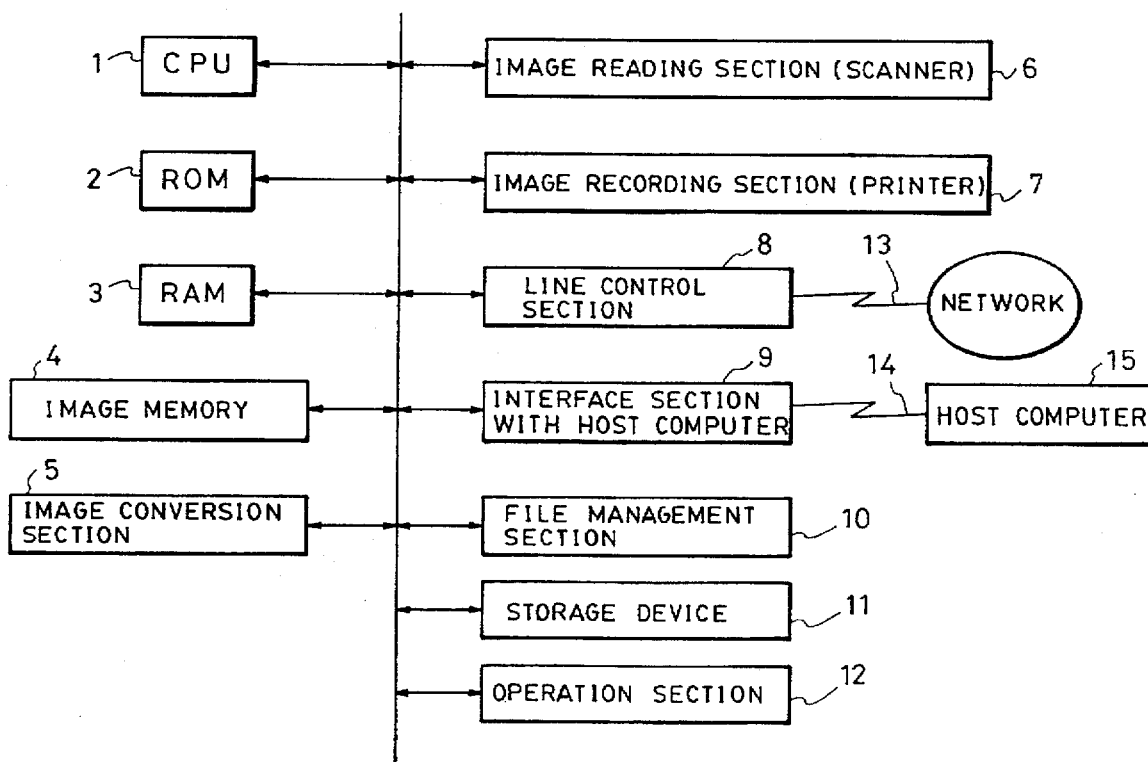 1
CPU
IMAGE READING SECTION (SCANNER)
6
2
ROM
IMAGE RECORDING SECTION (PRINTER)
7
3
RAM
8
LINE CONTROL
SECTION
13
NETWORK
4
IMAGE MEMORY
9
INTERFACE SECTION
WITH HOST COMPUTER
14
15
HOST COMPUTER
5
IMAGE CONVERSION
SECTION
FILE MANAGEMENT
SECTION
10
STORAGE DEVICE
11
OPERATION SECTION
12